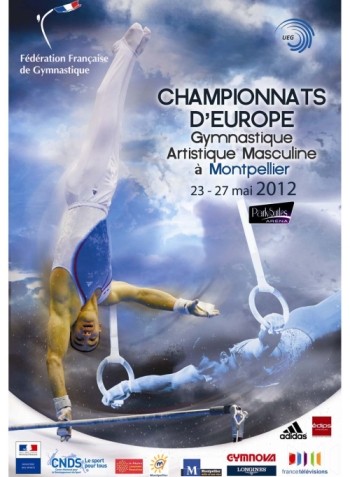 Fédération Française
de Gymnastique
UEG
CHAMPIONNATS
D'EUROPE
Gymnastique
Artistique Masculine
à Montpellier
23 - 27 mai 2012
Park&Suites
ARENA
adidas
CNDS
Le sport
pour tous
M
Montpellier
GYMNOVA
LONGINES
francetélévisions